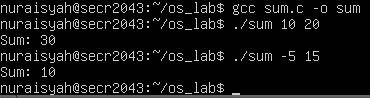 nuraisyah@secr2043:~/os_lab$ gcc sum.c -o sum
nuraisyah@secr2043:~/os_lab$ ./sum 10 20
Sum: 30
nuraisyah@secr2043:~/os_lab$ ./sum -5 15
Sum: 10
nuraisyah@secr2043:~/os_lab$ _